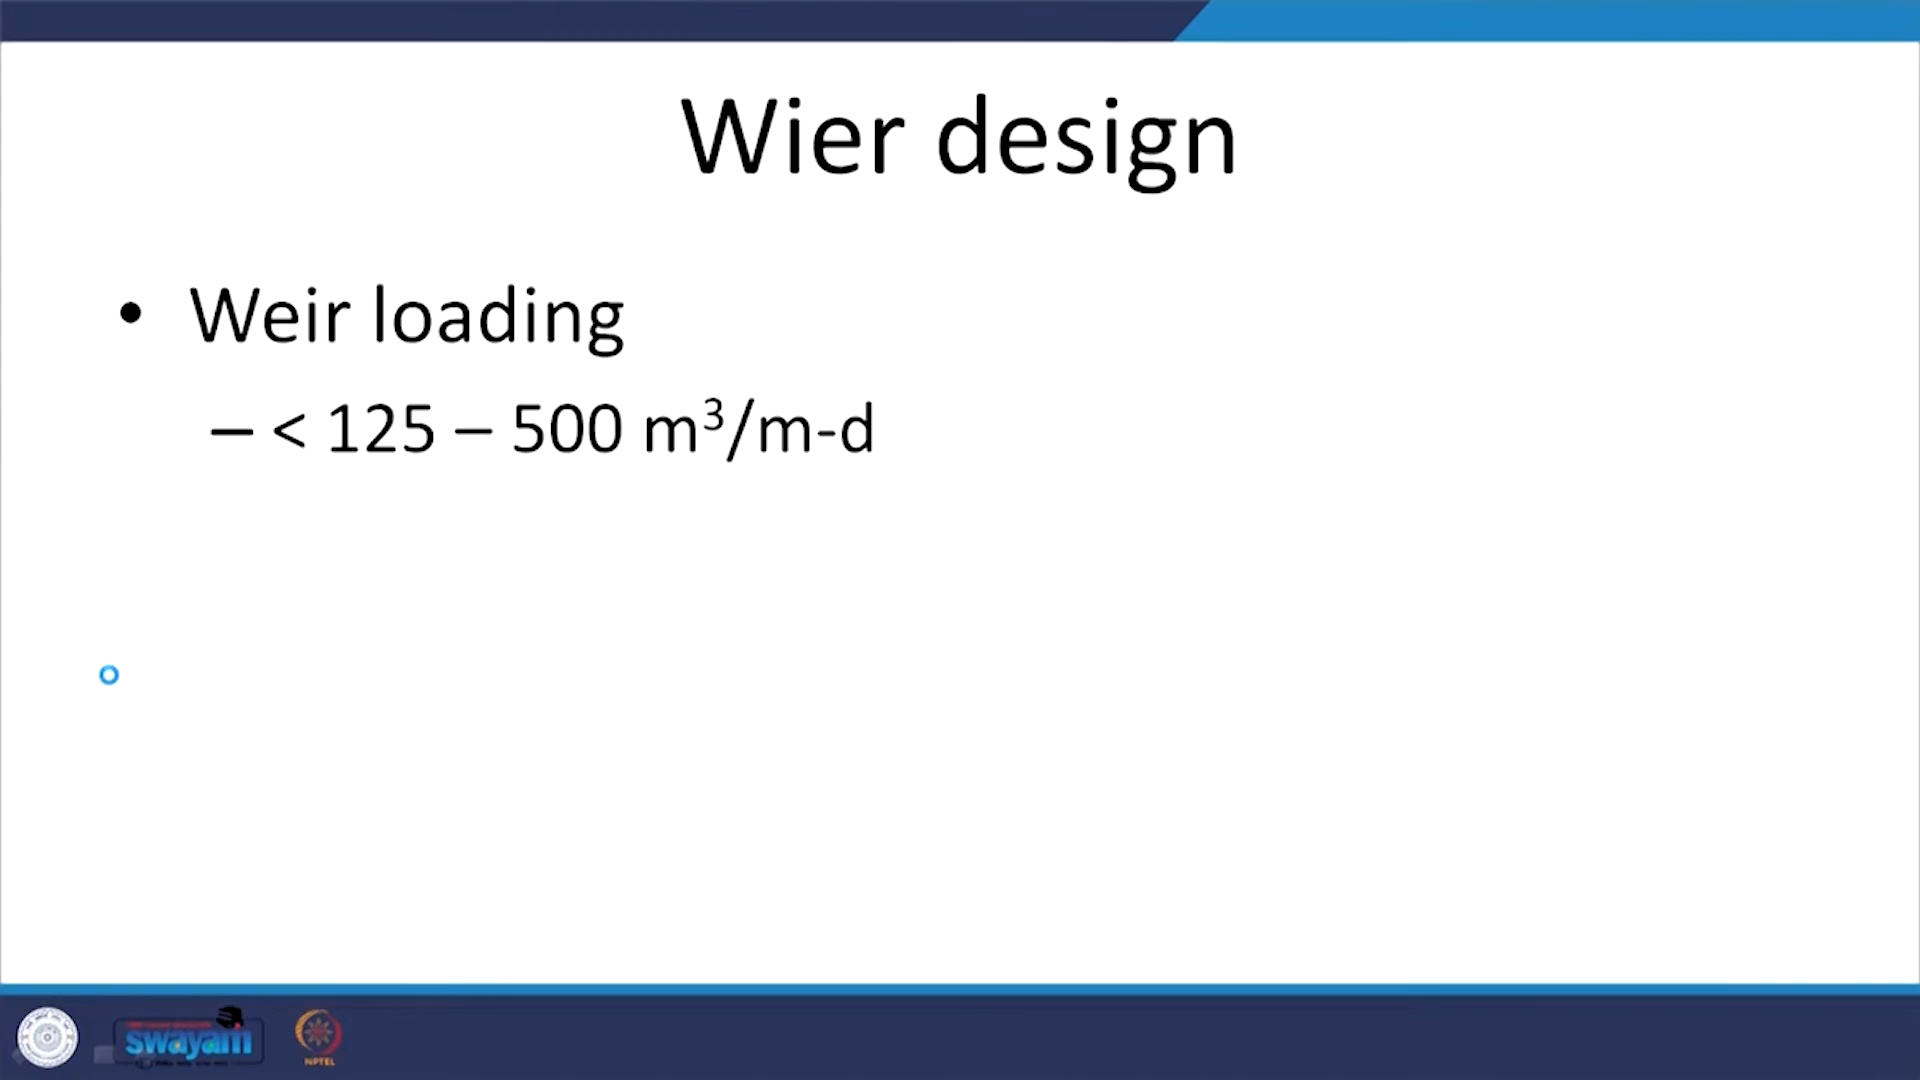 Wier design
• Weir loading
– < 125 – 500 m³/m-d
swayam
NPTEL